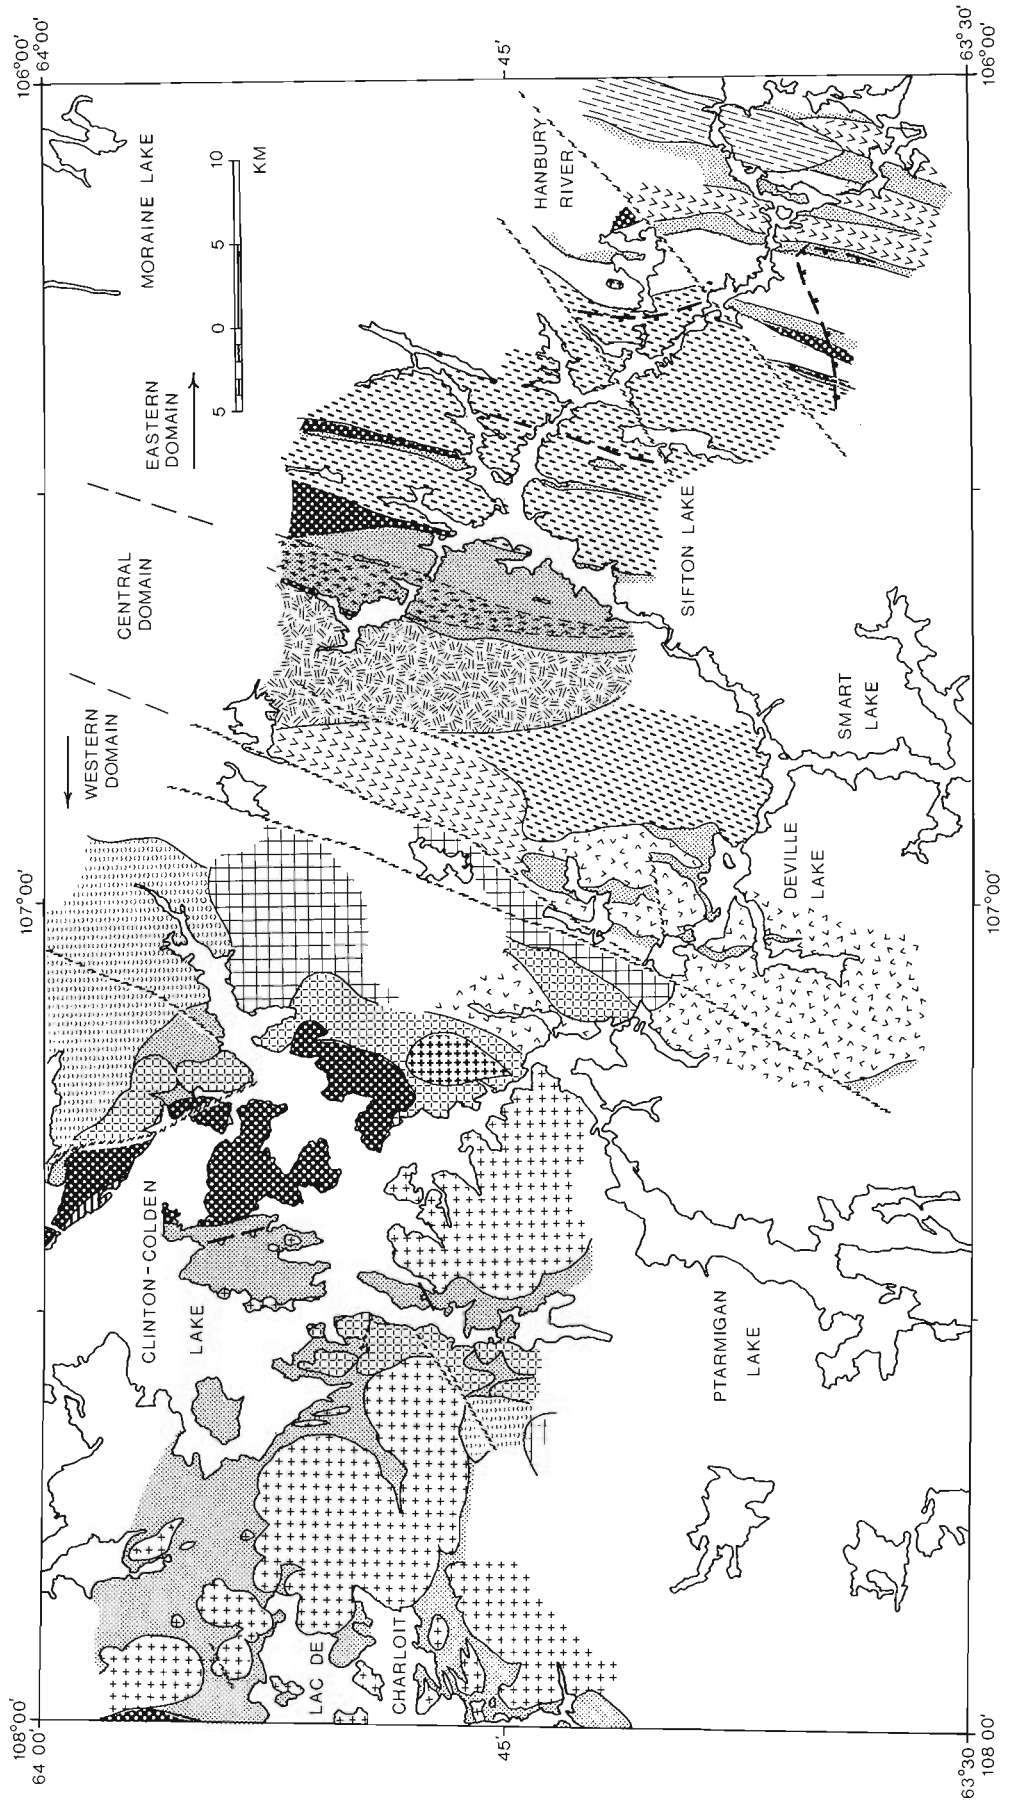 108°00'
64°00'
107°00'
106°00'
64°00'
WESTERN
DOMAIN
CENTRAL
DOMAIN
EASTERN
DOMAIN
MORAINE LAKE
5
0
5
10
KM
CLINTON-COLDEN
LAKE
LAC DE
CHARLOIT
45'
45'
HANBURY
RIVER
SIFTON LAKE
PTARMIGAN
LAKE
DEVILLE
LAKE
SMART
LAKE
63°30'
108°00'
107°00'
63°30'
106°00'